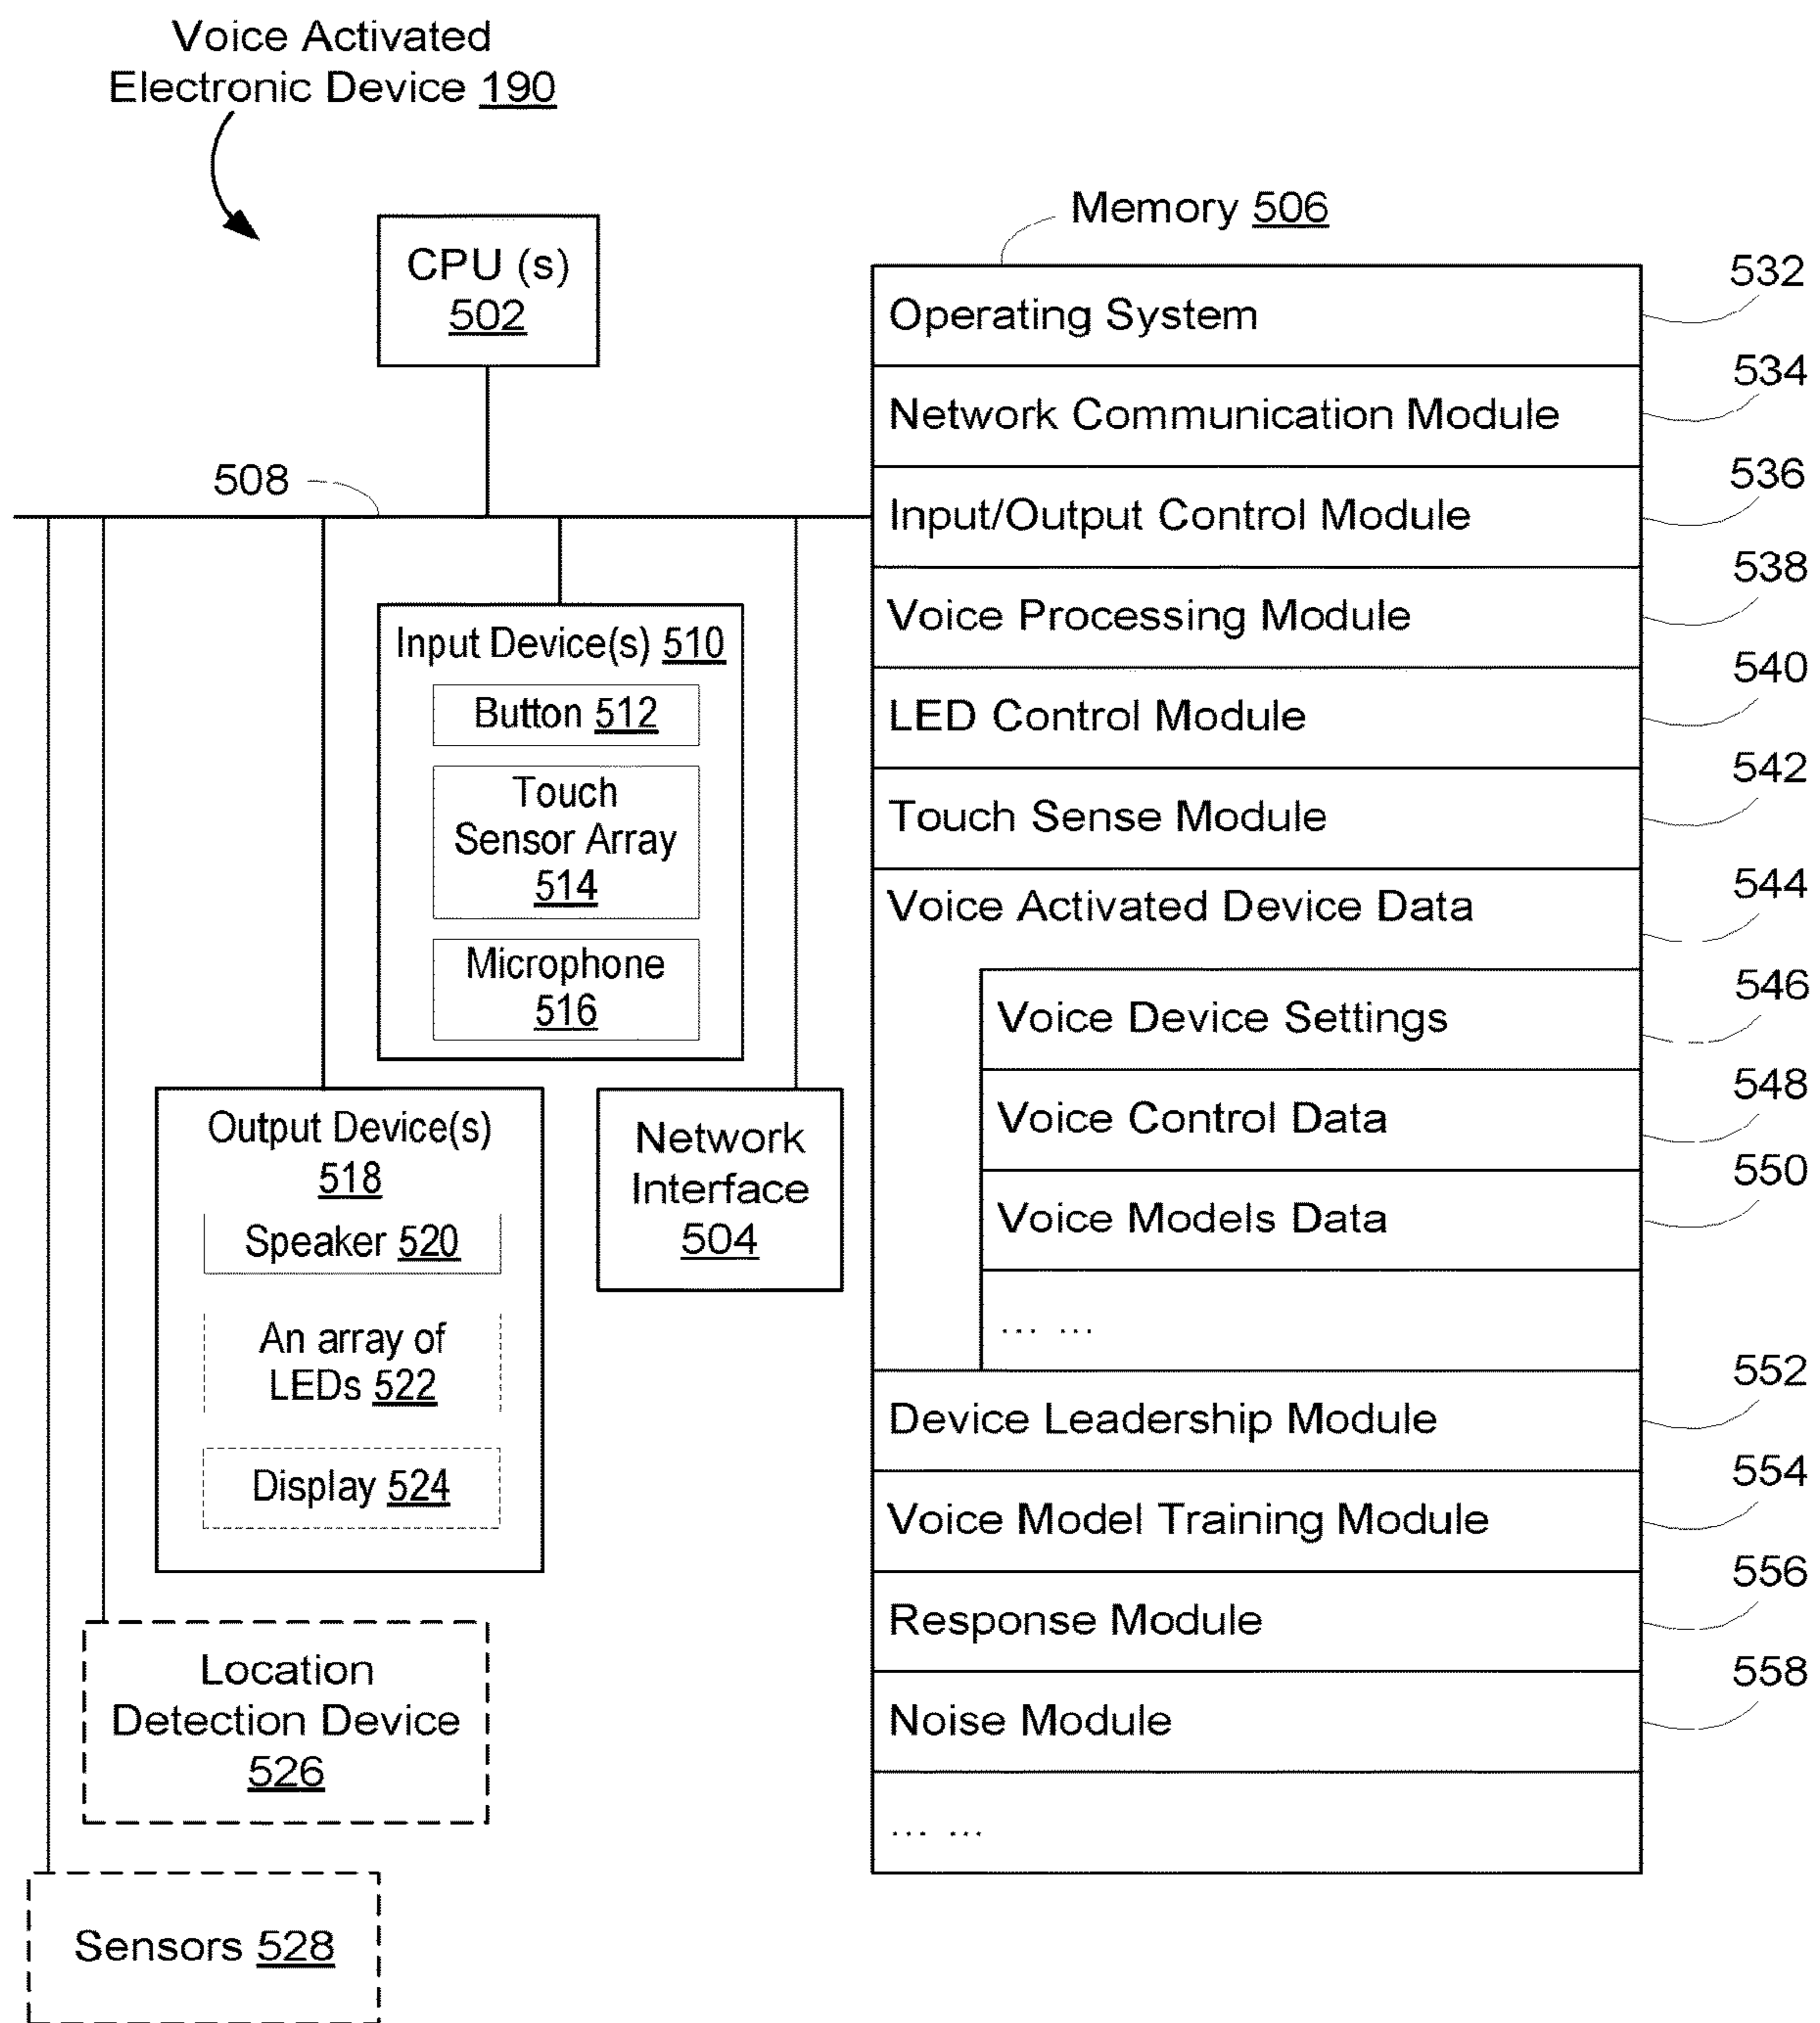 Voice Activated
Electronic Device 190
CPU (s)
502
508
Input Device(s) 510
Button 512
Touch
Sensor Array
514
Microphone
516
Output Device(s)
518
Speaker 520
An array of
LEDs 522
Display 524
Network
Interface
504
Location
Detection Device
526
Sensors 528
Memory 506
Operating System
532
Network Communication Module
534
Input/Output Control Module
536
Voice Processing Module
538
LED Control Module
540
Touch Sense Module
542
Voice Activated Device Data
544
Voice Device Settings
546
Voice Control Data
548
Voice Models Data
550
... ...
Device Leadership Module
552
Voice Model Training Module
554
Response Module
556
Noise Module
558
... ...